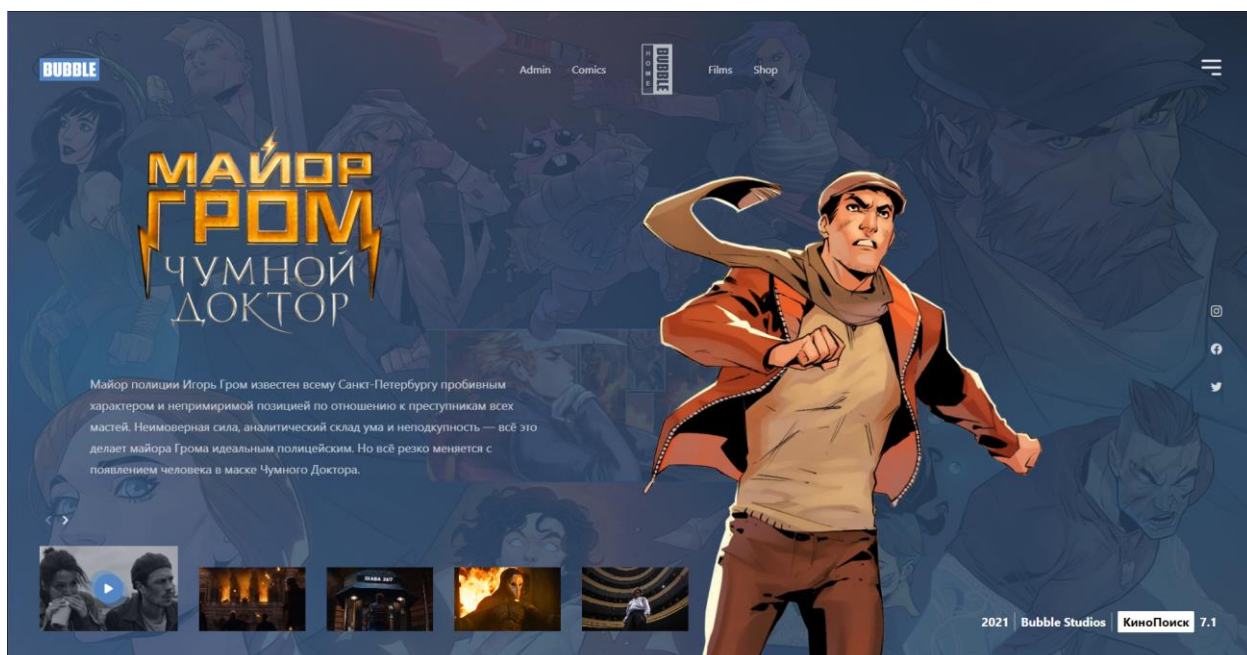 BUBBLE
Admin Comics
HOME
BUBBLE
Films Shop
МАЙОР
ГРОМ
ЧУМНОЙ
ДОКТОР
Майор полиции Игорь Гром известен всему Санкт-Петербургу пробивным
характером и непримиримой позицией по отношению к преступникам всех
мастей. Неимоверная сила, аналитический склад ума и неподкупность — всё это
делает майора Грома идеальным полицейским. Но всё резко меняется с
появлением человека в маске Чумного Доктора.
2021 Bubble Studios КиноПоиск 7.1